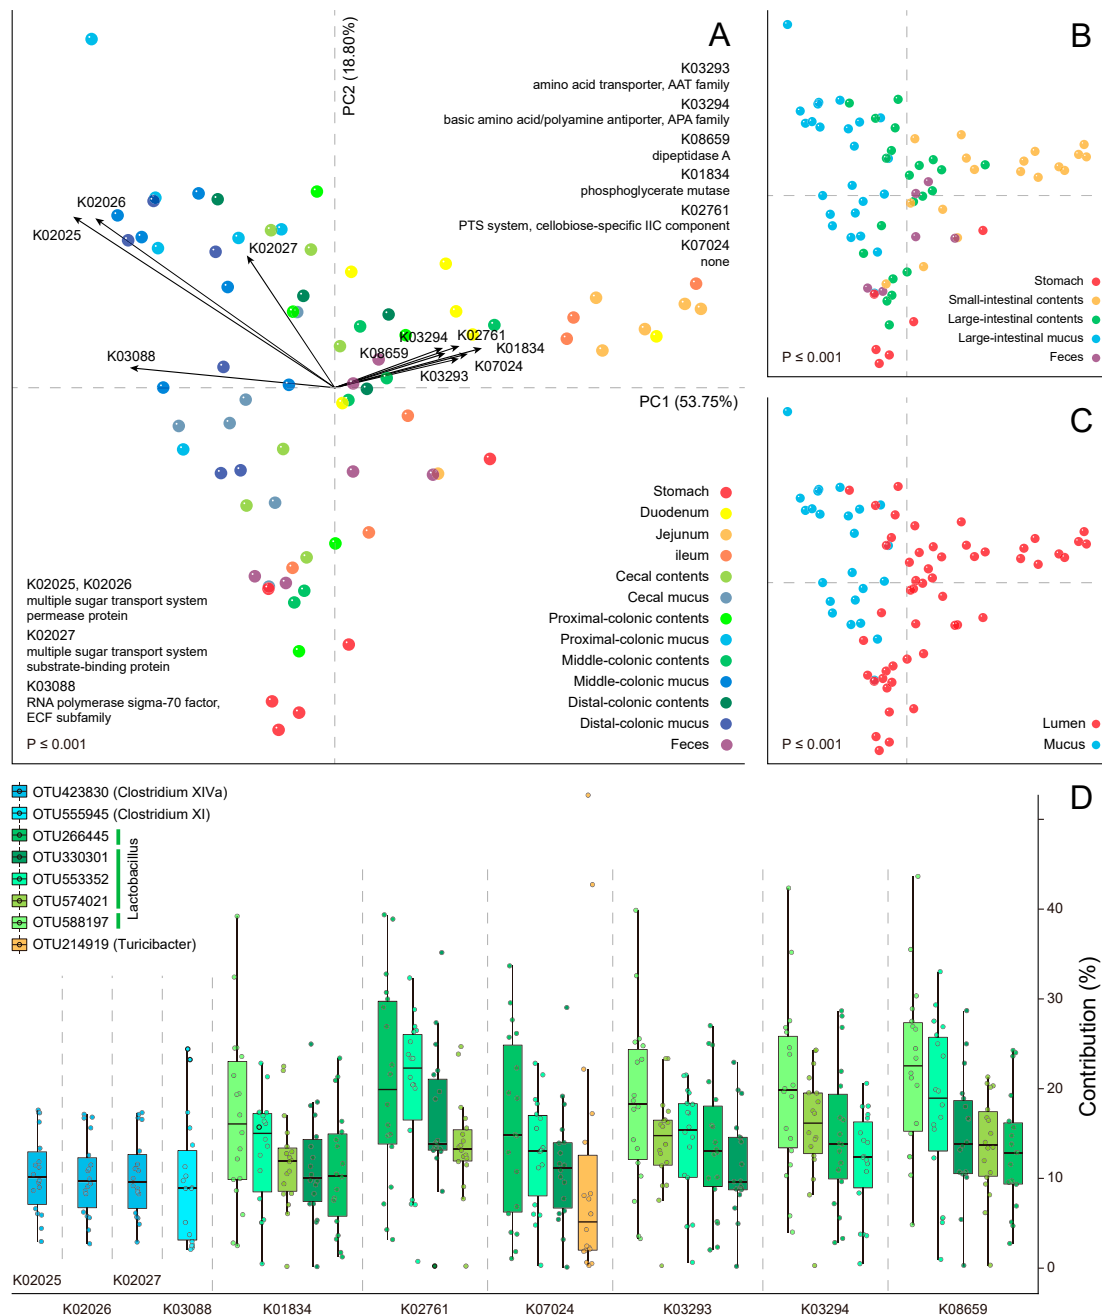 A
PC2 (18.80%)
K03293
amino acid transporter, AAT family
K03294
basic amino acid/polyamine antiporter, APA family
K08659
dipeptidase A
K01834
phosphoglycerate mutase
K02761
PTS system, cellobiose-specific IIC component
K07024
none
K02026
K02025
K02027
K03294
K02761
K08659
K01834
K03088
K07024
K03293
PC1 (53.75%)
Stomach
Duodenum
Jejunum
ileum
Cecal contents
Cecal mucus
Proximal-colonic contents
Proximal-colonic mucus
Middle-colonic contents
Middle-colonic mucus
Distal-colonic contents
Distal-colonic mucus
Feces
K02025, K02026
multiple sugar transport system
permease protein
K02027
multiple sugar transport system
substrate-binding protein
K03088
RNA polymerase sigma-70 factor,
ECF subfamily
P ≤ 0.001
B
Stomach
Small-intestinal contents
Large-intestinal contents
Large-intestinal mucus
Feces
P ≤ 0.001
C
Lumen
Mucus
P ≤ 0.001
D
OTU423830 (Clostridium XIVa)
OTU555945 (Clostridium XI)
OTU266445
OTU330301
OTU553352
OTU574021
OTU588197
Lactobacillus
OTU214919 (Turicibacter)
Contribution (%)
40
30
20
10
0
K02025
K02027
K02026
K03088
K01834
K02761
K07024
K03293
K03294
K08659